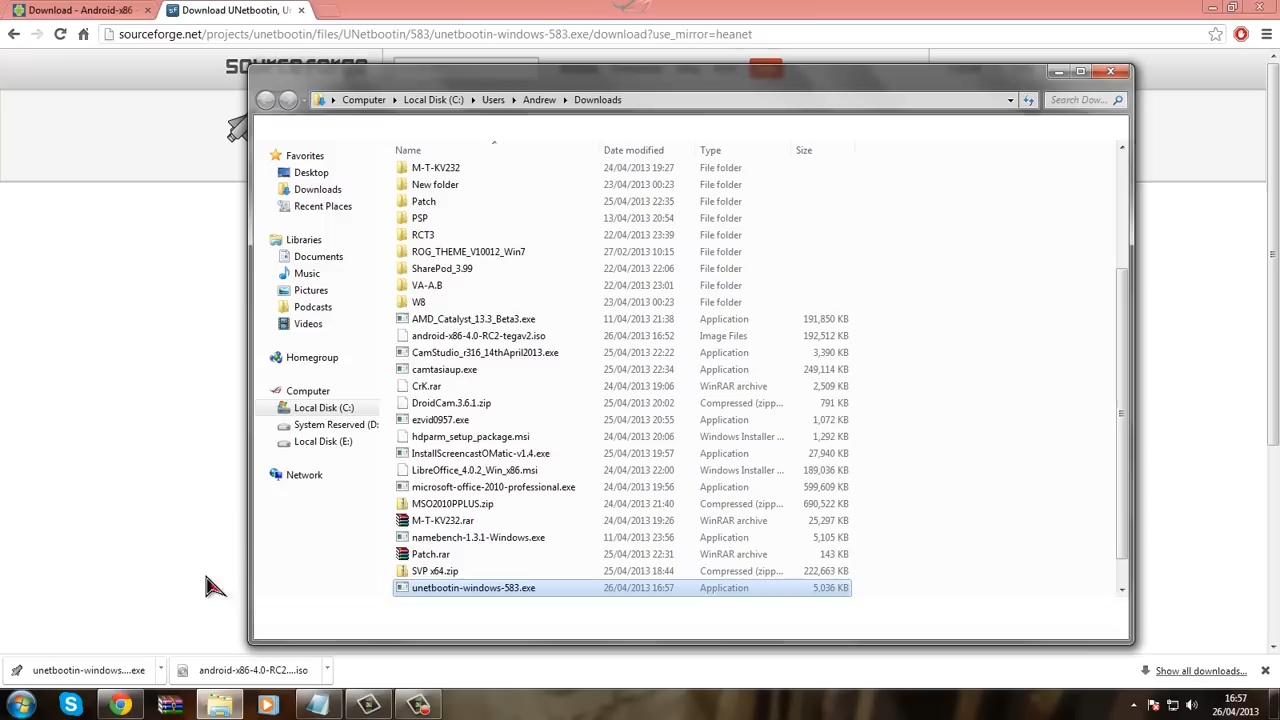 Download - Android-x86 × Download UNetbootin, Un ×
sourceforge.net/projects/unetbootin/files/UNetbootin/583/unetbootin-windows-583.exe/download?use_mirror=heanet
Computer Local Disk (C:) Users Andrew Downloads Search Dow...
Name Date modified Type Size
Favorites
Desktop
Downloads
Recent Places
Libraries
Documents
Music
Pictures
Podcasts
Videos
Homegroup
Computer
Local Disk (C:)
System Reserved (D:
Local Disk (E:)
Network
M-T-KV232 24/04/2013 19:27 File folder
New folder 23/04/2013 00:23 File folder
Patch 25/04/2013 22:35 File folder
PSP 13/04/2013 20:54 File folder
RCT3 22/04/2013 23:39 File folder
ROG_THEME_V10012_Win7 27/02/2013 10:15 File folder
SharePod_3.99 22/04/2013 22:06 File folder
VA-A.B 22/04/2013 23:01 File folder
W8 23/04/2013 00:23 File folder
AMD_Catalyst_13.3_Beta3.exe 11/04/2013 21:38 Application 191,850 KB
android-x86-4.0-RC2-tegav2.iso 26/04/2013 16:52 Image Files 192,512 KB
CamStudio_r316_14thApril2013.exe 25/04/2013 22:22 Application 3,390 KB
camtasiaup.exe 25/04/2013 22:34 Application 249,114 KB
CrK.rar 24/04/2013 19:06 WinRAR archive 2,509 KB
DroidCam.3.6.1.zip 25/04/2013 20:02 Compressed (zipp... 791 KB
ezvid0957.exe 25/04/2013 20:55 Application 1,072 KB
hdparm_setup_package.msi 24/04/2013 20:06 Windows Installer ... 1,292 KB
InstallScreencastOMatic-v1.4.exe 25/04/2013 19:57 Application 27,940 KB
LibreOffice_4.0.2_Win_x86.msi 24/04/2013 22:00 Windows Installer ... 189,036 KB
microsoft-office-2010-professional.exe 24/04/2013 19:56 Application 599,609 KB
MSO2010PPLUS.zip 24/04/2013 21:40 Compressed (zipp... 690,522 KB
M-T-KV232.rar 24/04/2013 19:26 WinRAR archive 25,297 KB
namebench-1.3.1-Windows.exe 11/04/2013 23:56 Application 5,105 KB
Patch.rar 25/04/2013 22:31 WinRAR archive 143 KB
SVP x64.zip 25/04/2013 18:44 Compressed (zipp... 222,663 KB
unetbootin-windows-583.exe 26/04/2013 16:57 Application 5,036 KB
unetbootin-windows....exe android-x86-4.0-RC2....iso Show all downloads...
16:57
26/04/2013